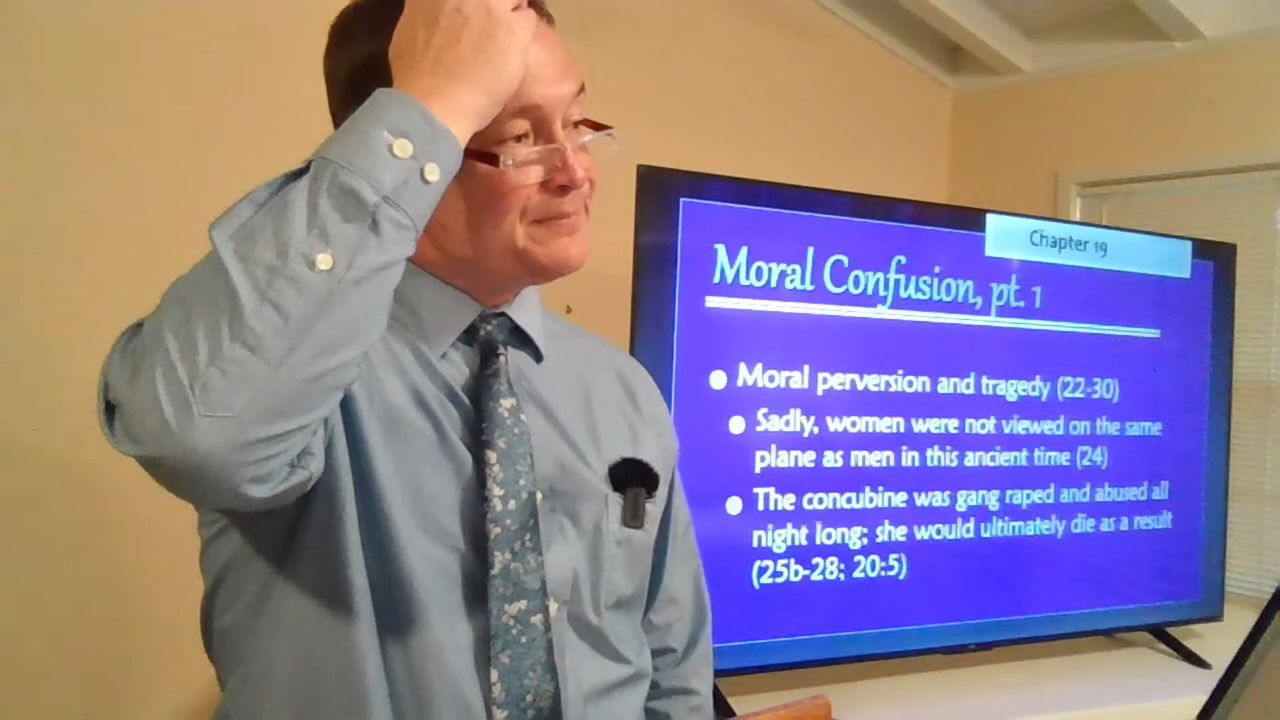 Chapter 19
Moral Confusion, pt. 1
Moral perversion and tragedy (22-30)
Sadly, women were not viewed on the same
plane as men in this ancient time (24)
The concubine was gang raped and abused all
night long; she would ultimately die as a result
(25b-28; 20:5)